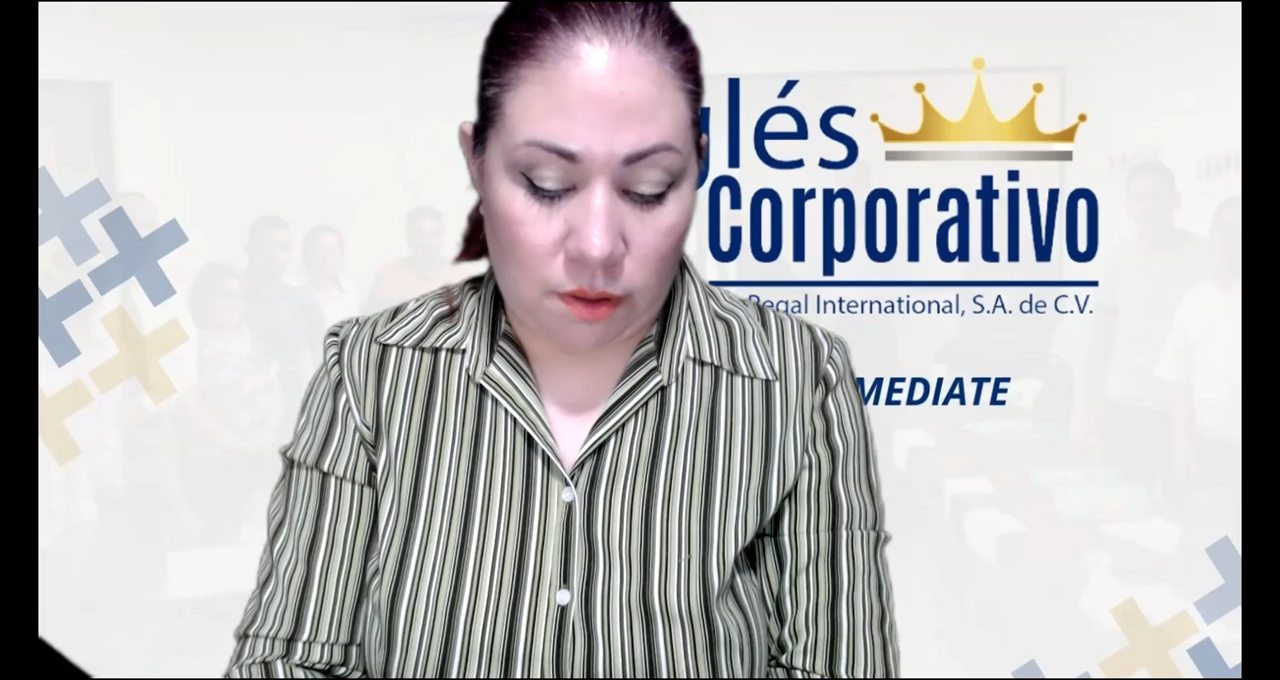 glés
Corporativo
Regal International, S.A. de C.V.
MEDIATE